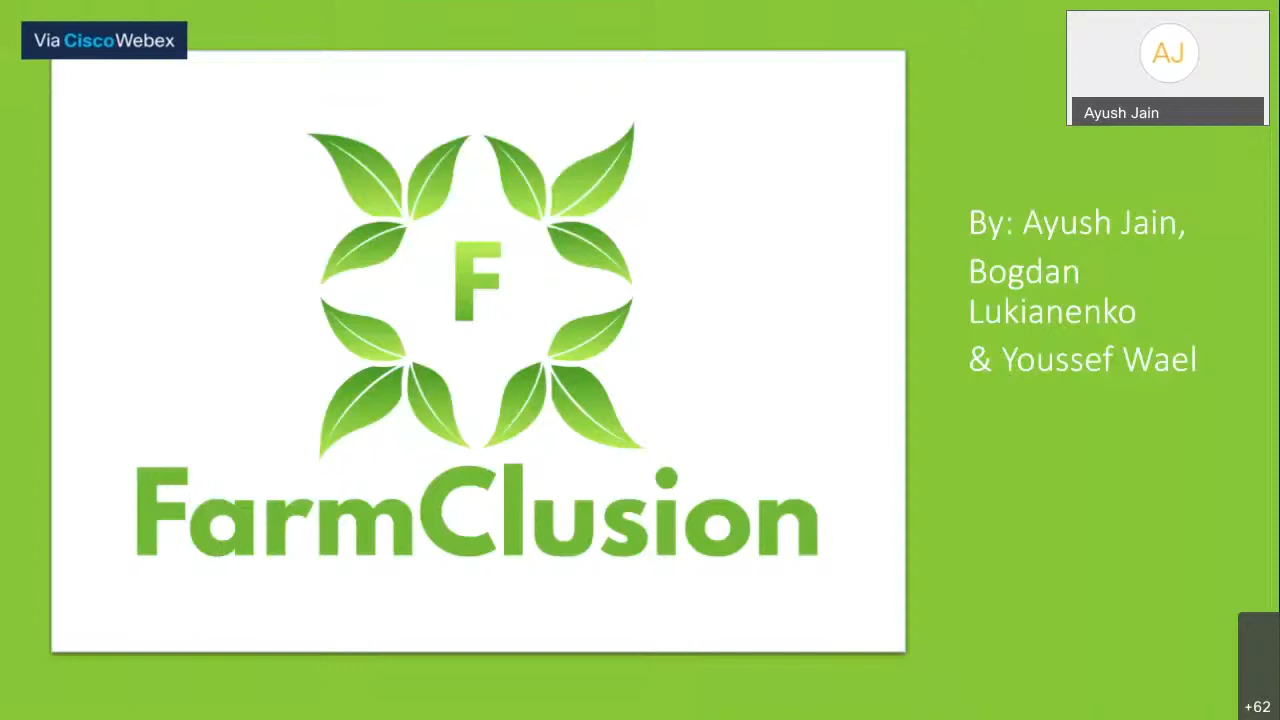 Via CiscoWebex
AJ
Ayush Jain
F
FarmClusion
By: Ayush Jain,
Bogdan
Lukianenko
& Youssef Wael
+62